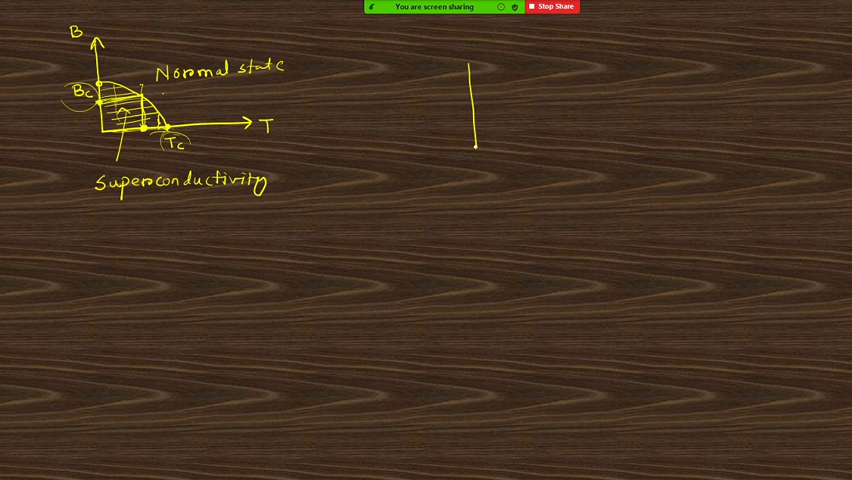 You are screen sharing
Stop Share
B
Normal state
Bc
T
Tc
Superconductivity